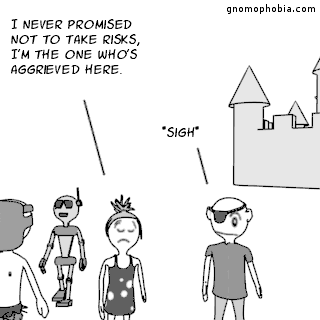 gnomophobia.com
I NEVER PROMISED
NOT TO TAKE RISKS,
I'M THE ONE WHO'S
AGGRIEVED HERE.
*SIGH*